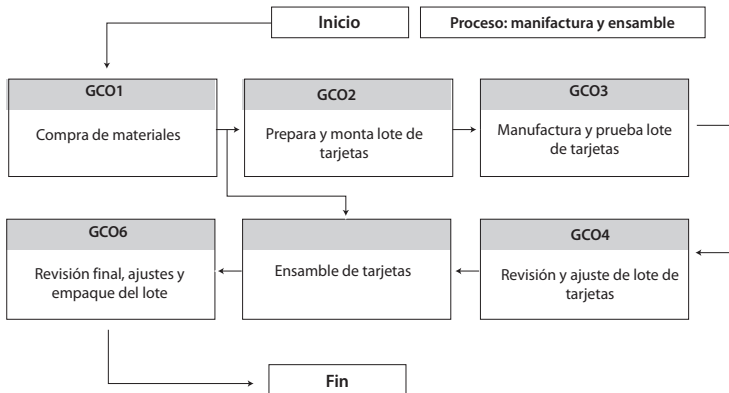 Inicio
Proceso: manifactura y ensamble
GCO1
Compra de materiales
GCO2
Prepara y monta lote de
tarjetas
GCO3
Manufactura y prueba lote
de tarjetas
GCO4
Revisión y ajuste de lote de
tarjetas
Ensamble de tarjetas
GCO6
Revisión final, ajustes y
empaque del lote
Fin